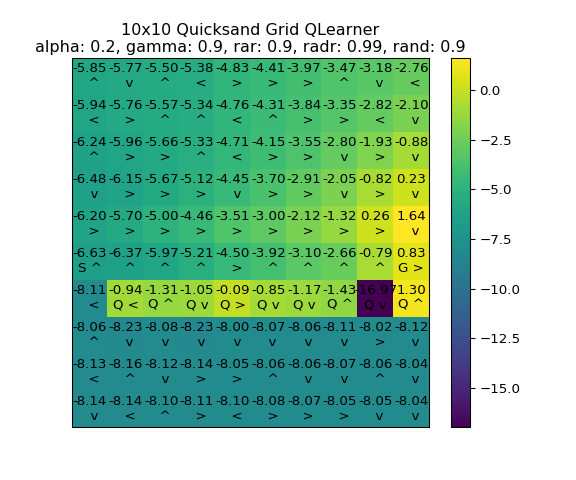 10x10 Quicksand Grid QLearner
alpha: 0.2, gamma: 0.9, rar: 0.9, radr: 0.99, rand: 0.9
-5.85 -5.77 -5.50 -5.38 -4.83 -4.41 -3.97 -3.47 -3.18 -2.76
^ v ^ < > > > ^ v <
-5.94 -5.76 -5.57 -5.34 -4.76 -4.31 -3.84 -3.35 -2.82 -2.10
< > ^ ^ < ^ > > < v
-6.24 -5.96 -5.66 -5.33 -4.71 -4.15 -3.55 -2.80 -1.93 -0.88
^ > > ^ < > > v > v
-6.48 -6.15 -5.67 -5.12 -4.45 -3.70 -2.91 -2.05 -0.82 0.23
v > > > v > > v > v
-6.20 -5.70 -5.00 -4.46 -3.51 -3.00 -2.12 -1.32 0.26 1.64
> > > > > > > > > v
-6.63 -6.37 -5.97 -5.21 -4.50 -3.92 -3.10 -2.66 -0.79 0.83
S ^ ^ ^ ^ > ^ ^ ^ ^ G >
-8.11 -0.94 -1.31 -1.05 -0.09 -0.85 -1.17 -1.43 -16.97 1.30
< Q < Q ^ Q v Q > Q v Q v Q ^ Q v Q ^
-8.06 -8.23 -8.08 -8.23 -8.00 -8.07 -8.06 -8.11 -8.02 -8.12
^ v v v v v v v > v
-8.13 -8.16 -8.12 -8.14 -8.05 -8.06 -8.06 -8.07 -8.06 -8.04
< ^ v > > ^ v v ^ v
-8.14 -8.14 -8.10 -8.11 -8.10 -8.08 -8.07 -8.05 -8.05 -8.04
v < ^ > < > > > v v
0.0
−2.5
−5.0
−7.5
−10.0
−12.5
−15.0